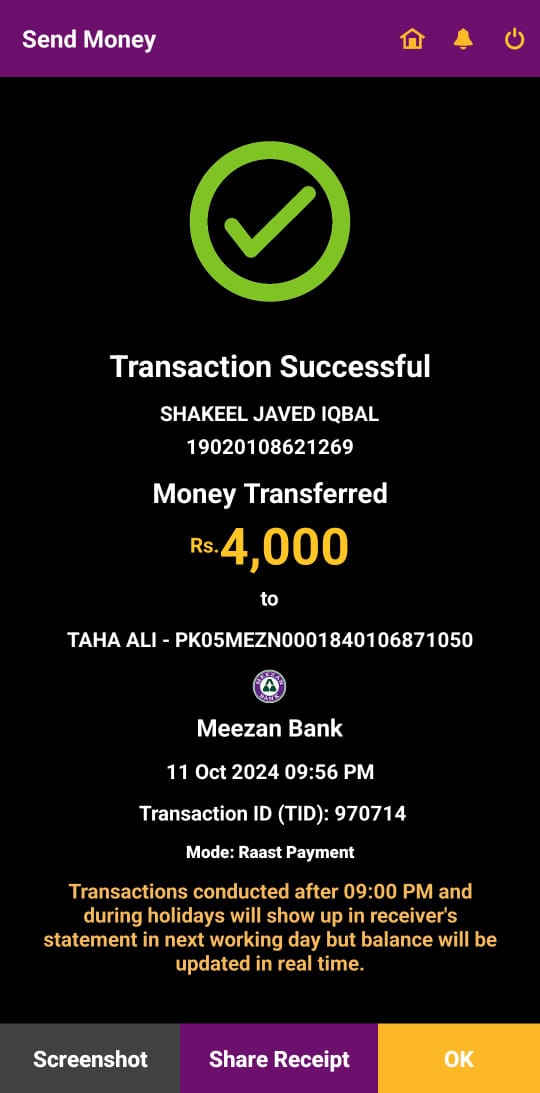 Send Money
Transaction Successful
SHAKEEL JAVED IQBAL
19020108621269
Money Transferred
Rs.4,000
to
TAHA ALI - PK05MEZN0001840106871050
MEEZAN BANK
Meezan Bank
11 Oct 2024 09:56 PM
Transaction ID (TID): 970714
Mode: Raast Payment
Transactions conducted after 09:00 PM and
during holidays will show up in receiver's
statement in next working day but balance will be
updated in real time.
Screenshot
Share Receipt
OK